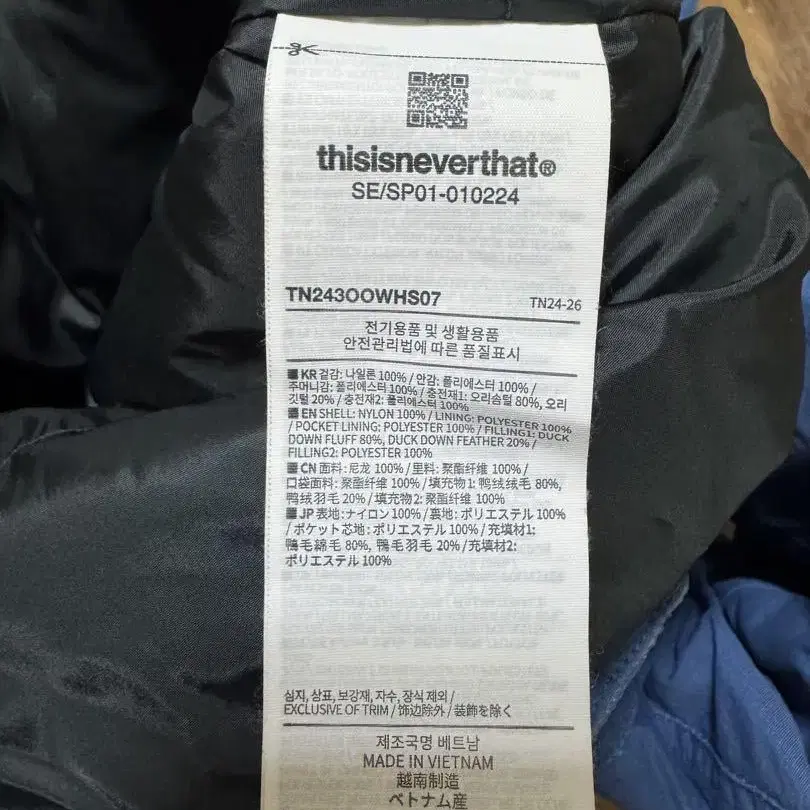 thisisneverthat®
SE/SP01-010224
TN243OOWHS07
TN24-26
전기용품 및 생활용품
안전관리법에 따른 품질표시
KR 겉감: 나일론 100% / 안감: 폴리에스터 100% /
주머니감: 폴리에스터 100% / 충전재1: 오리솜털 80%, 오리
깃털 20% / 충전재2: 폴리에스터 100%
EN SHELL: NYLON 100% / LINING: POLYESTER 100%
/ POCKET LINING: POLYESTER 100% / FILLING1: DUCK
DOWN FLUFF 80%, DUCK DOWN FEATHER 20% /
FILLING2: POLYESTER 100%
CN 面料: 尼龙 100% / 里料: 聚酯纤维 100% /
口袋面料: 聚酯纤维 100% / 填充物1: 鸭绒绒毛 80%,
鸭绒羽毛 20% / 填充物2: 聚酯纤维 100%
JP 表地: ナイロン 100% / 裏地: ポリエステル 100%
/ ポケット芯地: ポリエステル 100% / 充填材1:
鴨毛綿毛 80%, 鴨毛羽毛 20% / 充填材2:
ポリエステル 100%
심지, 상표, 보강재, 자수, 장식 제외 /
EXCLUSIVE OF TRIM / 饰边除外 / 装飾を除く
제조국명 베트남
MADE IN VIETNAM
越南制造
ベトナム産